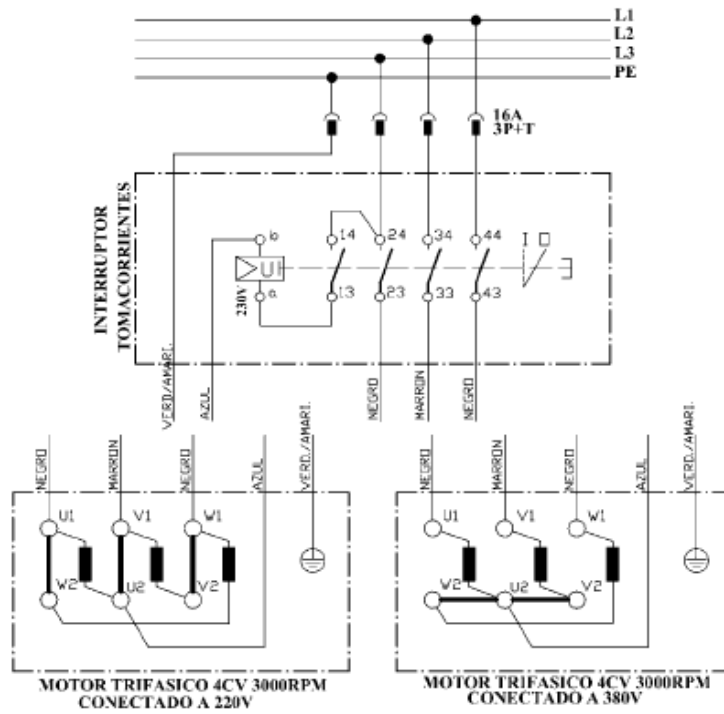 L1
L2
L3
PE
16A
3P+T
INTERRUPTOR
TOMACORRIENTES
b
14
24
34
44
I O
U
230V
a
13
23
33
43
VERD/AMARI.
AZUL
NEGRO
MARRON
NEGRO
NEGRO
MARRON
NEGRO
AZUL
VERD./AMARI.
NEGRO
MARRON
NEGRO
AZUL
VERD./AMARI.
U1
V1
W1
W2
U2
V2
U1
V1
W1
W2
U2
V2
MOTOR TRIFASICO 4CV 3000RPM
CONECTADO A 220V
MOTOR TRIFASICO 4CV 3000RPM
CONECTADO A 380V